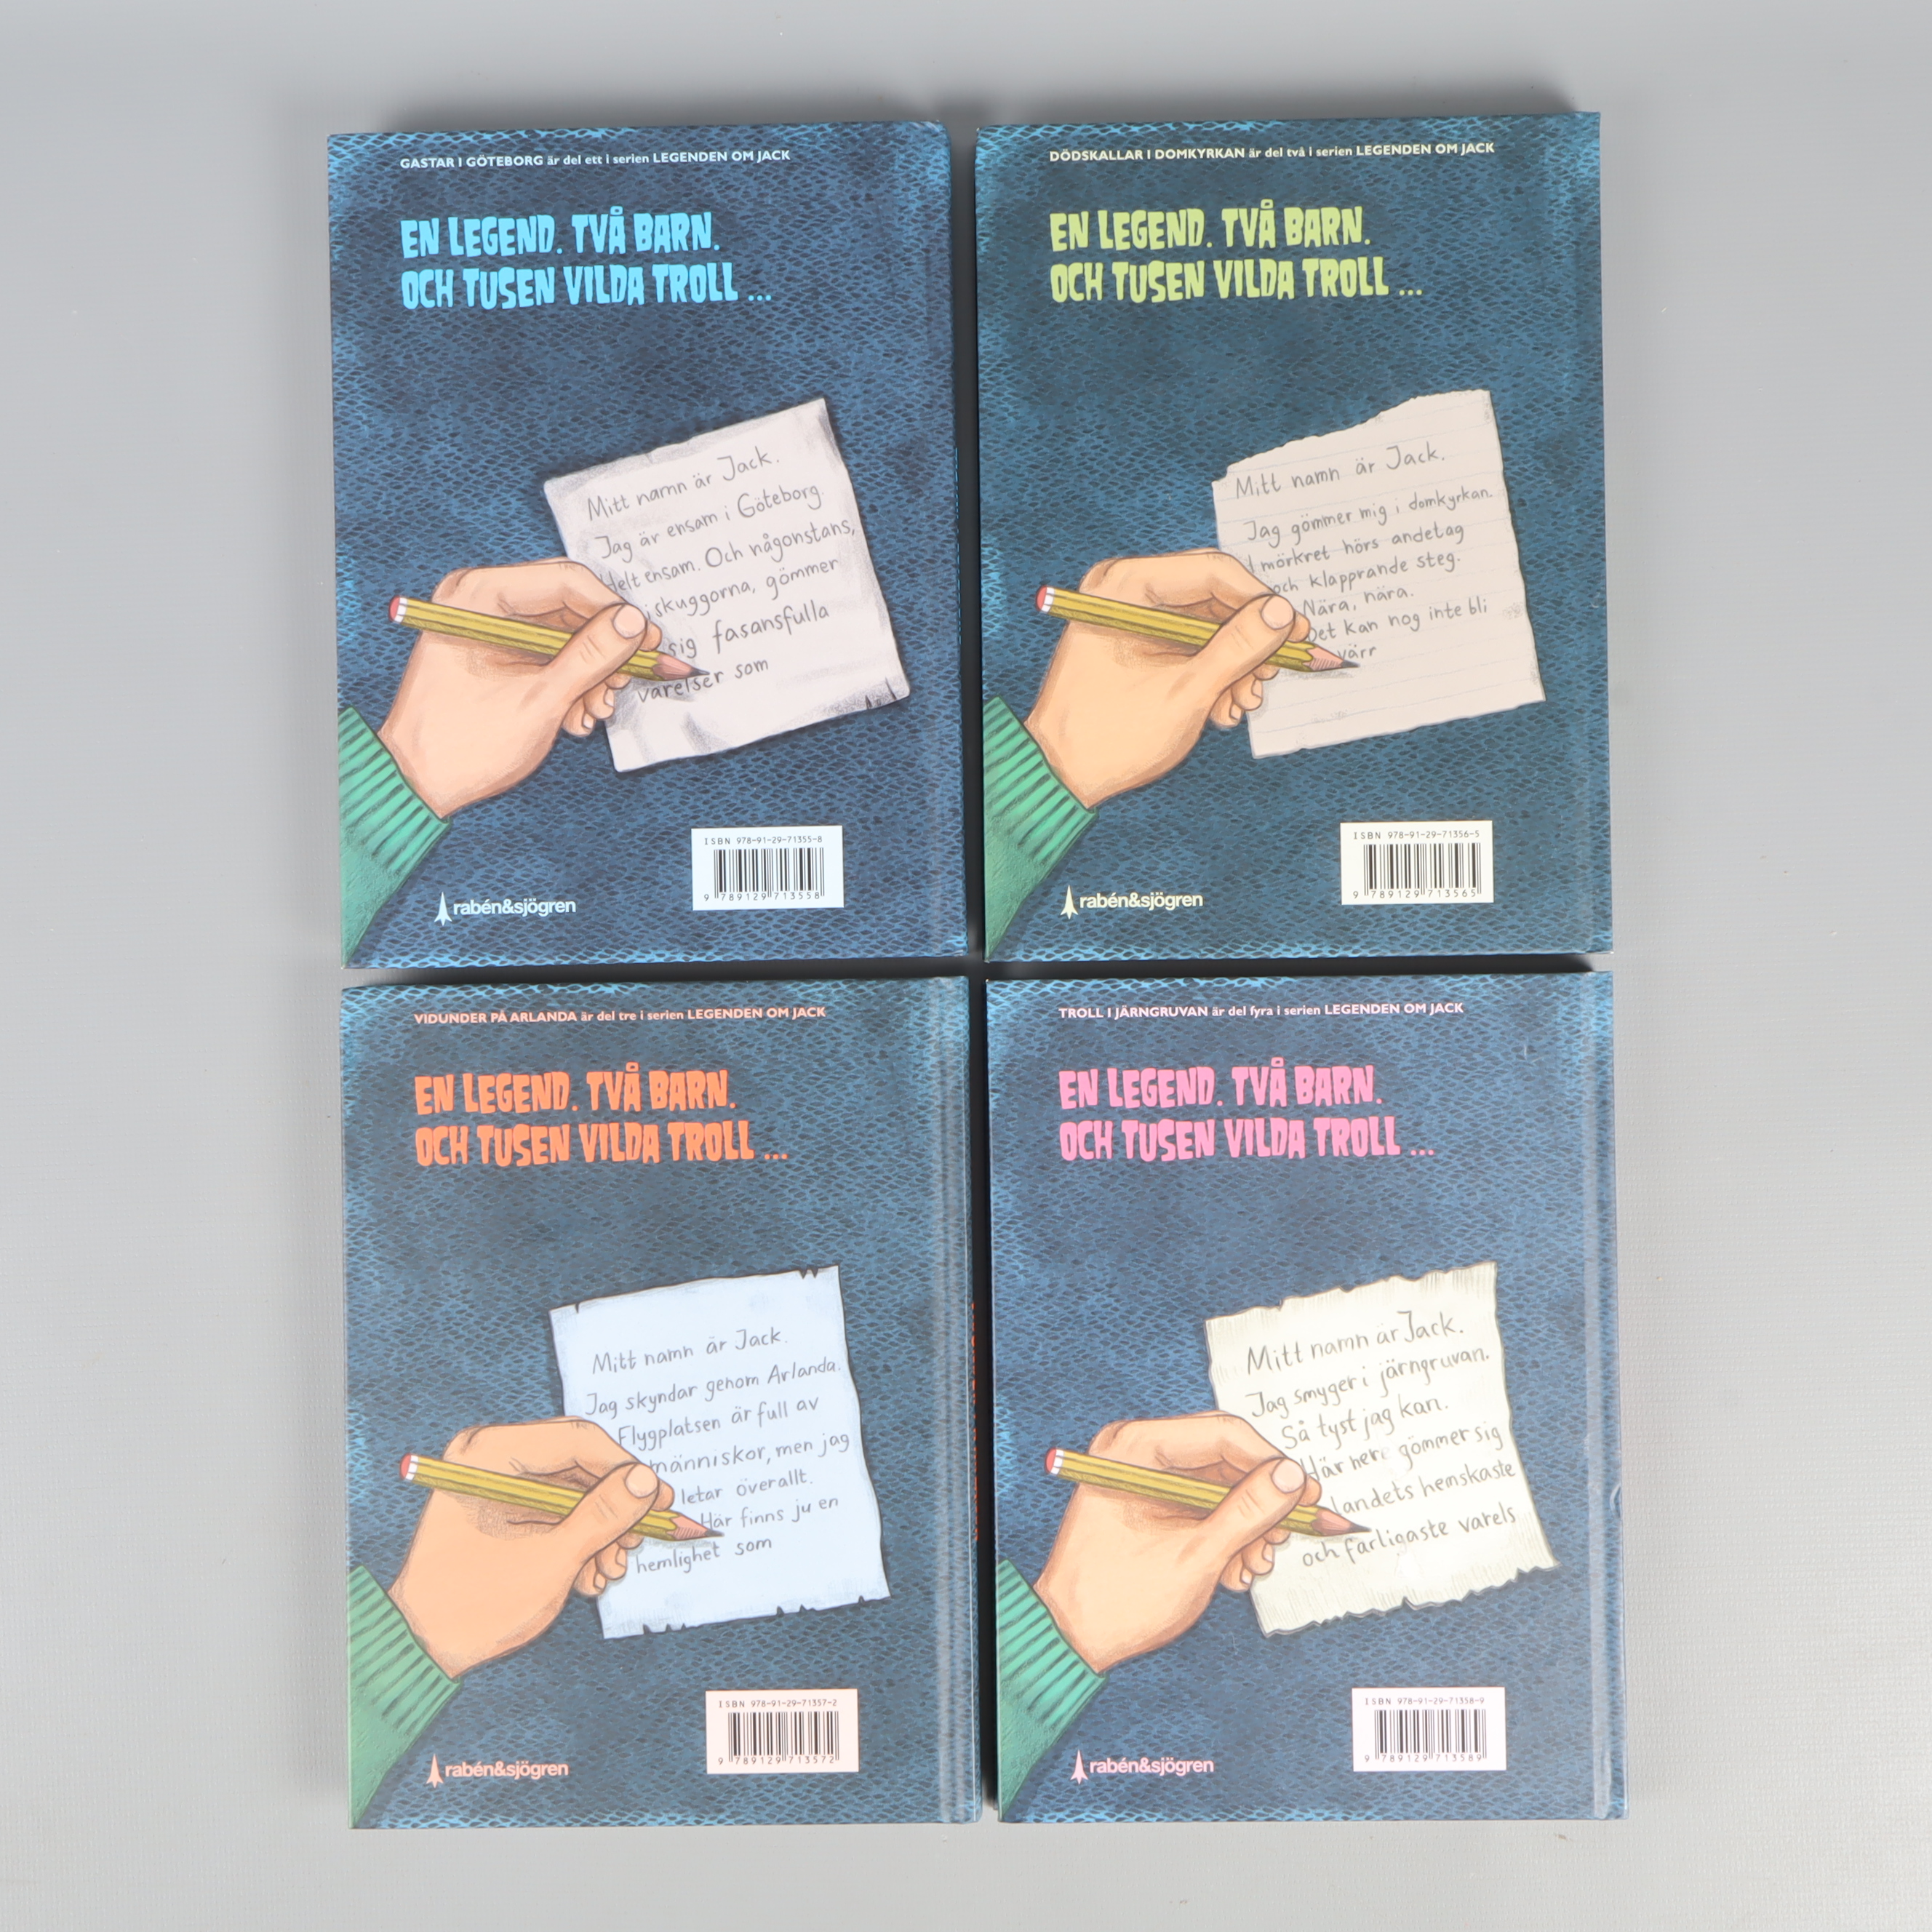 GASTAR I GÖTEBORG är del ett i serien LEGENDEN OM JACK
EN LEGEND. TVÅ BARN.
OCH TUSEN VILDA TROLL ...
Mitt namn är Jack.
Jag är ensam i Göteborg.
Helt ensam. Och någonstans,
i skuggorna, gömmer
sig fasansfulla
varelser som
ISBN 978-91-29-71355-8
9 789129 713558
rabén&sjögren
DÖDSKALLAR I DOMKYRKAN är del två i serien LEGENDEN OM JACK
EN LEGEND. TVÅ BARN.
OCH TUSEN VILDA TROLL ...
Mitt namn är Jack.
Jag gömmer mig i domkyrkan.
I mörkret hörs andetag
och klapprande steg.
Nära, nära.
Det kan nog inte bli
värr
ISBN 978-91-29-71356-5
9 789129 713565
rabén&sjögren
VIDUNDER PÅ ARLANDA är del tre i serien LEGENDEN OM JACK
EN LEGEND. TVÅ BARN.
OCH TUSEN VILDA TROLL ...
Mitt namn är Jack.
Jag skyndar genom Arlanda.
Flygplatsen är full av
människor, men jag
letar överallt.
Här finns ju en
hemlighet som
ISBN 978-91-29-71357-2
9 789129 713572
rabén&sjögren
TROLL I JÄRNGRUVAN är del fyra i serien LEGENDEN OM JACK
EN LEGEND. TVÅ BARN.
OCH TUSEN VILDA TROLL ...
Mitt namn är Jack.
Jag smyger i järngruvan.
Så tyst jag kan.
Här nere gömmer sig
landets hemskaste
och farligaste varels
ISBN 978-91-29-71358-9
9 789129 713589
rabén&sjögren